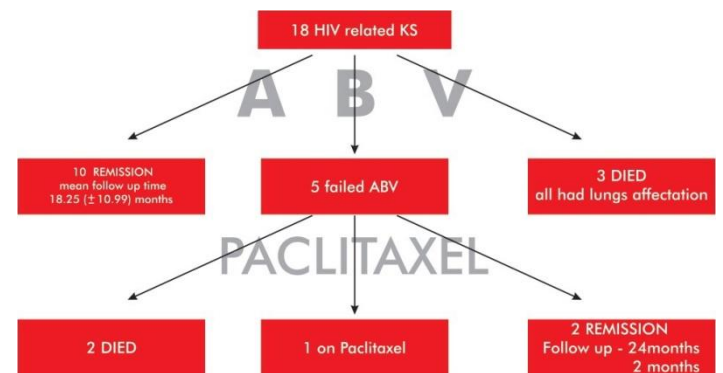 18 HIV related KS
A B V
10 REMISSION
mean follow up time
18.25 (±10.99) months
5 failed ABV
3 DIED
all had lungs affectation
PACLITAXEL
2 DIED
1 on Paclitaxel
2 REMISSION
Follow up - 24months
2 months